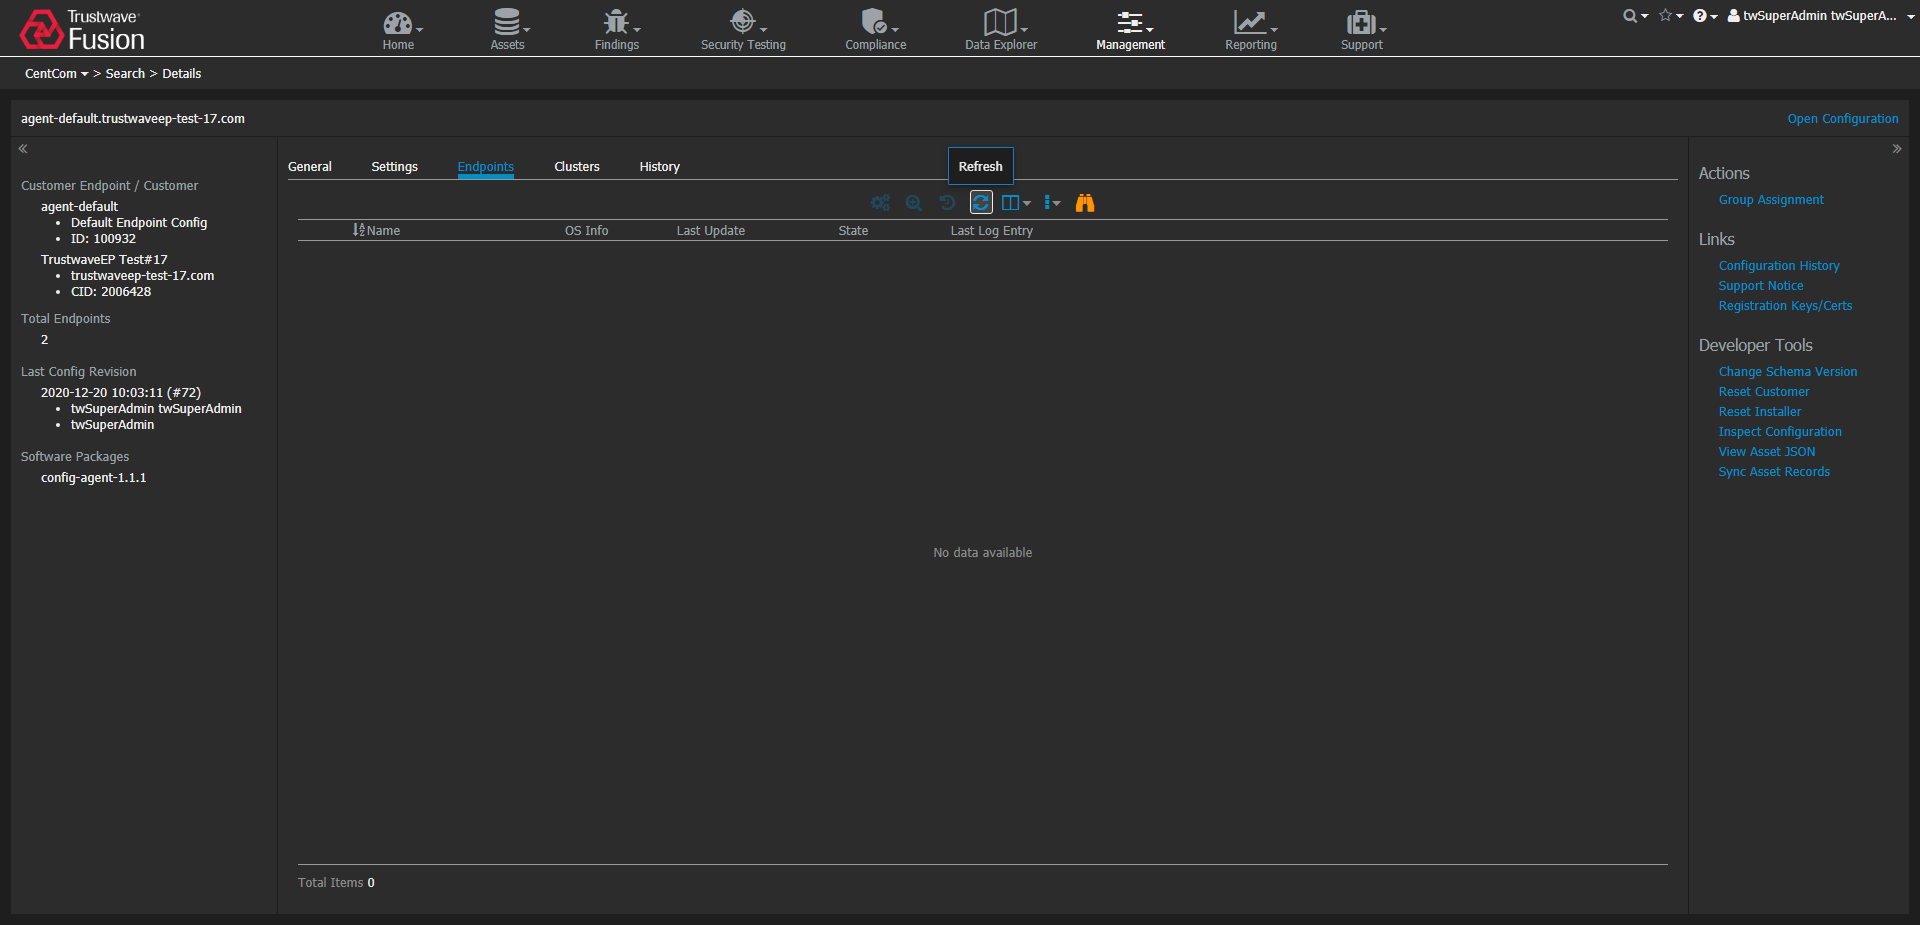 Trustwave
Fusion
Home
Assets
Findings
Security Testing
Compliance
Data Explorer
Management
Reporting
Support
twSuperAdmin twSuperA...
CentCom > Search > Details
agent-default.trustwaveep-test-17.com
Open Configuration
Customer Endpoint / Customer
agent-default
• Default Endpoint Config
• ID: 100932
TrustwaveEP Test#17
• trustwaveep-test-17.com
• CID: 2006428
Total Endpoints
2
Last Config Revision
2020-12-20 10:03:11 (#72)
• twSuperAdmin twSuperAdmin
• twSuperAdmin
Software Packages
config-agent-1.1.1
General
Settings
Endpoints
Clusters
History
Refresh
Name
OS Info
Last Update
State
Last Log Entry
No data available
Total Items 0
Actions
Group Assignment
Links
Configuration History
Support Notice
Registration Keys/Certs
Developer Tools
Change Schema Version
Reset Customer
Reset Installer
Inspect Configuration
View Asset JSON
Sync Asset Records